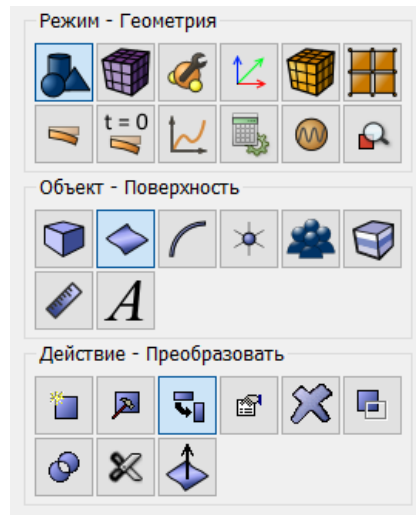 Режим - Геометрия
t = 0
Объект - Поверхность
A
Действие - Преобразовать